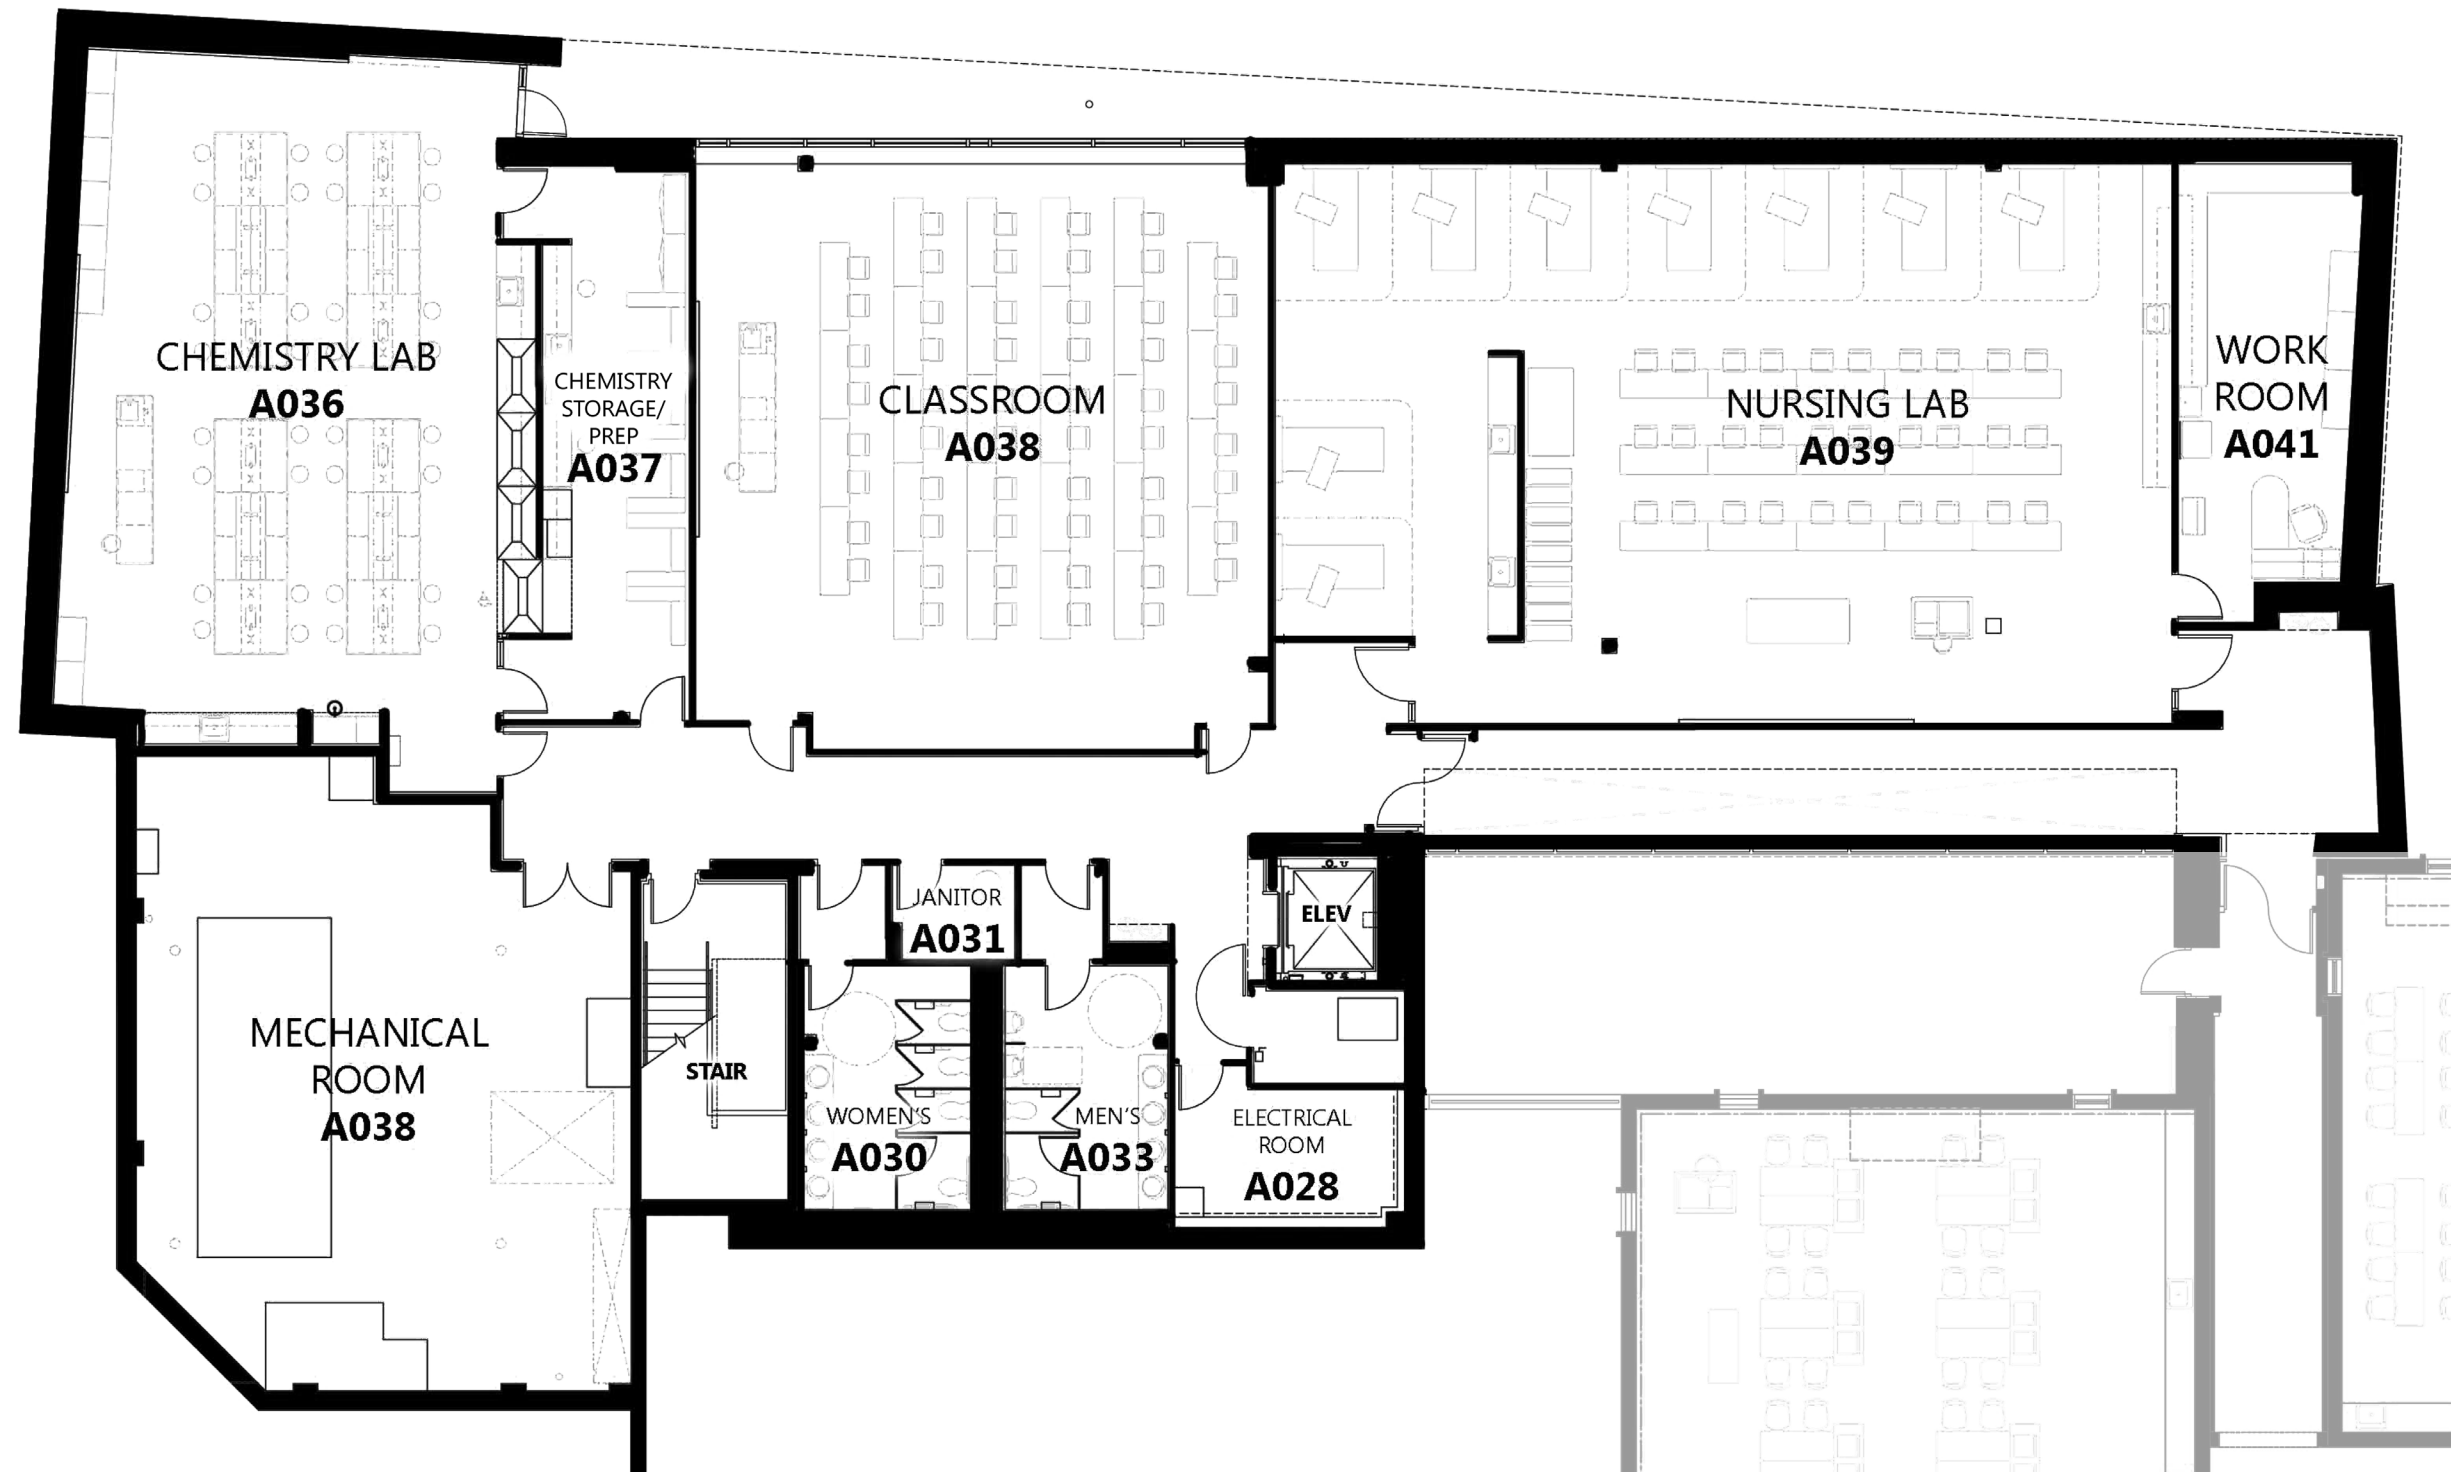 CHEMISTRY LAB
A036
CHEMISTRY
STORAGE/
PREP
A037
CLASSROOM
A038
NURSING LAB
A039
WORK
ROOM
A041
JANITOR
A031
ELEV
MECHANICAL
ROOM
A038
STAIR
WOMEN'S
A030
MEN'S
A033
ELECTRICAL
ROOM
A028